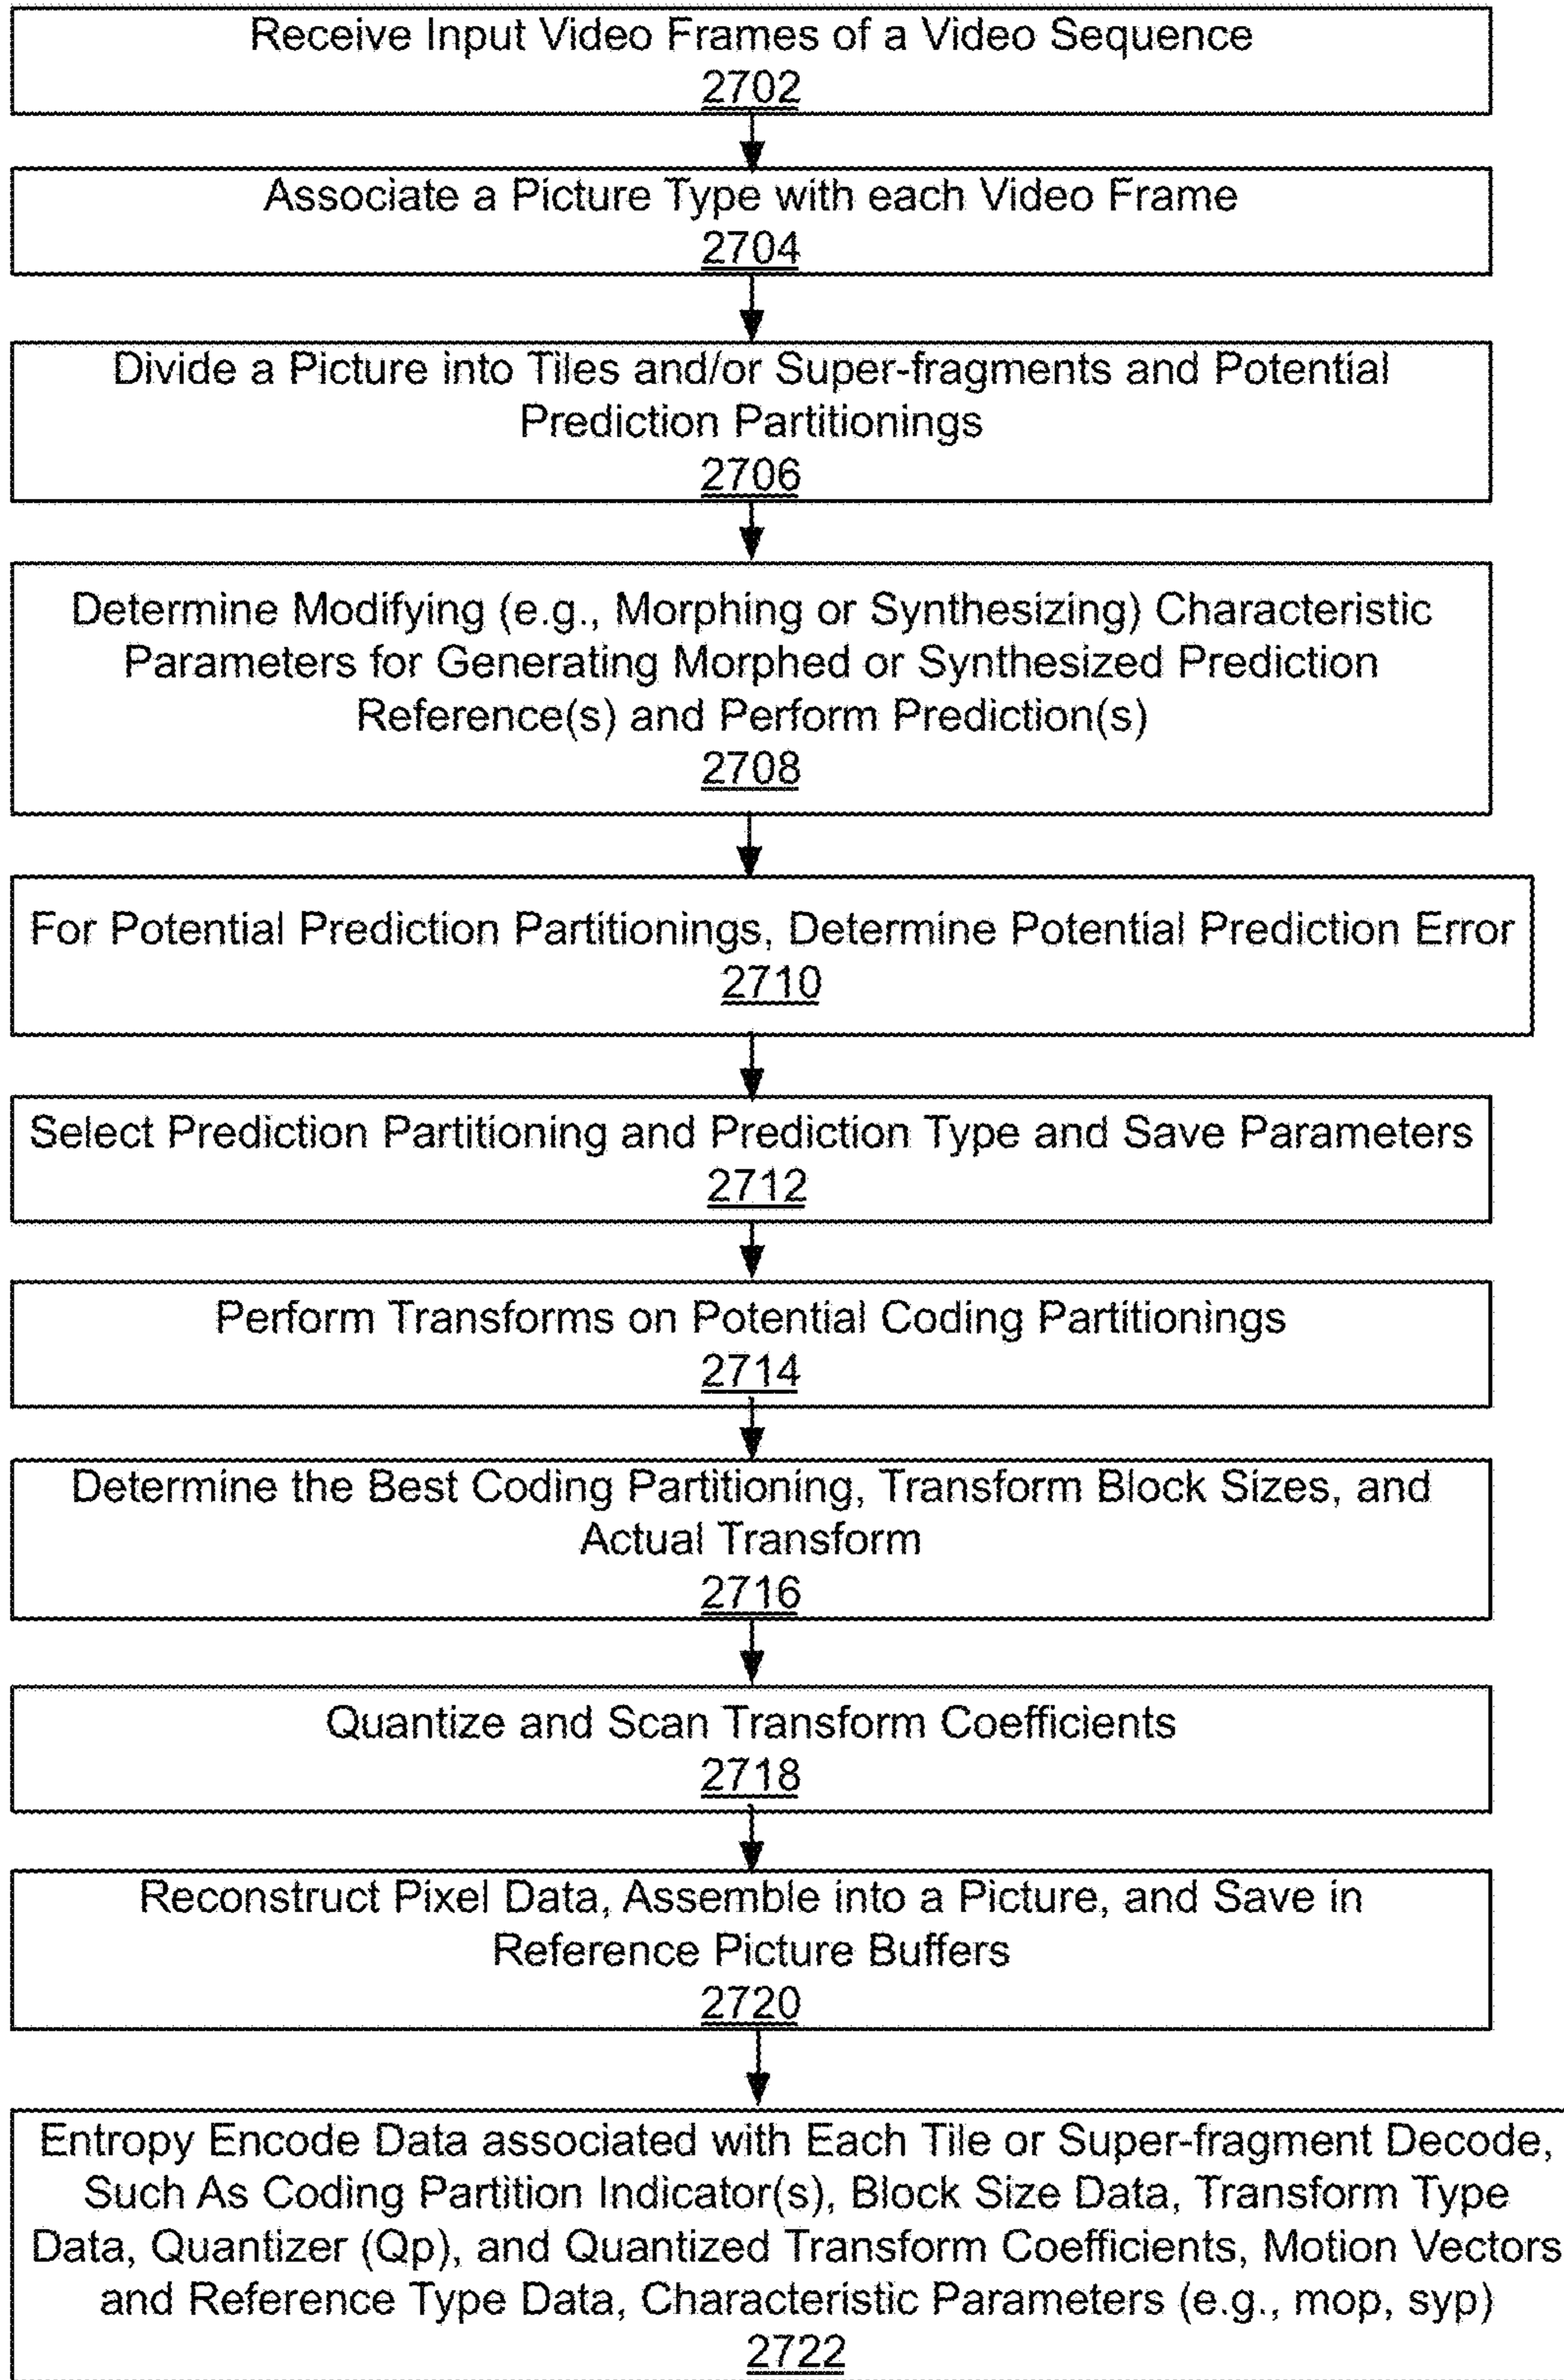 Receive Input Video Frames of a Video Sequence
2702
Associate a Picture Type with each Video Frame
2704
Divide a Picture into Tiles and/or Super-fragments and Potential
Prediction Partitionings
2706
Determine Modifying (e.g., Morphing or Synthesizing) Characteristic
Parameters for Generating Morphed or Synthesized Prediction
Reference(s) and Perform Prediction(s)
2708
For Potential Prediction Partitionings, Determine Potential Prediction Error
2710
Select Prediction Partitioning and Prediction Type and Save Parameters
2712
Perform Transforms on Potential Coding Partitionings
2714
Determine the Best Coding Partitioning, Transform Block Sizes, and
Actual Transform
2716
Quantize and Scan Transform Coefficients
2718
Reconstruct Pixel Data, Assemble into a Picture, and Save in
Reference Picture Buffers
2720
Entropy Encode Data associated with Each Tile or Super-fragment Decode,
Such As Coding Partition Indicator(s), Block Size Data, Transform Type
Data, Quantizer (Qp), and Quantized Transform Coefficients, Motion Vectors
and Reference Type Data, Characteristic Parameters (e.g., mop, syp)
2722